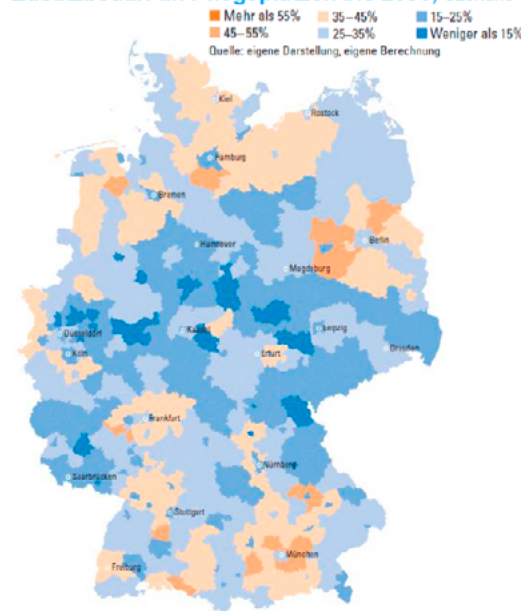 Mehr als 55% 35–45% 15–25%
45–55% 25–35% Weniger als 15%
Quelle: eigene Darstellung, eigene Berechnung
Kiel
Rostock
Hamburg
Bremen
Hannover
Berlin
Magdeburg
Düsseldorf
Kassel
Leipzig
Köln
Erfurt
Dresden
Frankfurt
Nürnberg
Saarbrücken
Stuttgart
München
Freiburg